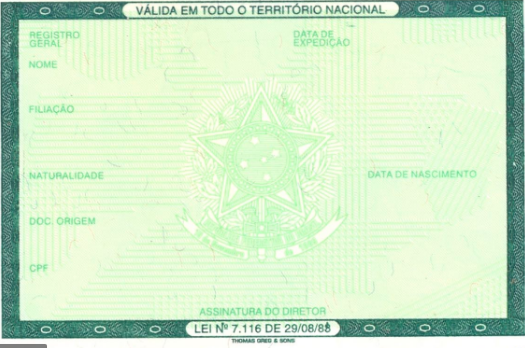 VÁLIDA EM TODO O TERRITÓRIO NACIONAL
REGISTRO
GERAL
DATA DE
EXPEDIÇÃO
NOME
FILIAÇÃO
NATURALIDADE
DATA DE NASCIMENTO
DOC. ORIGEM
CPF
ASSINATURA DO DIRETOR
LEI Nº 7.116 DE 29/08/83
THOMAS GREG & SONS